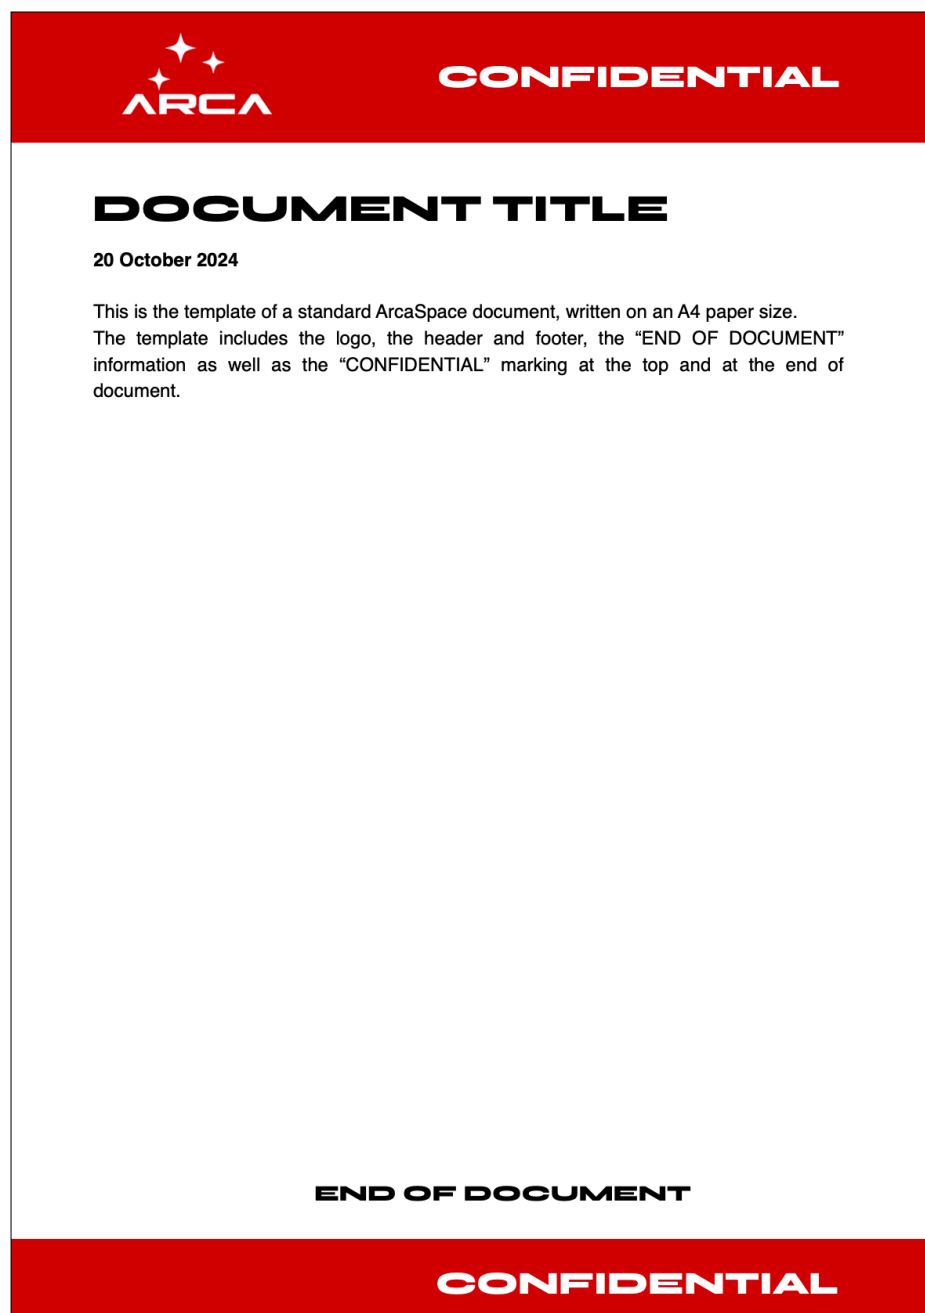 ARCA
CONFIDENTIAL
DOCUMENT TITLE
20 October 2024
This is the template of a standard ArcaSpace document, written on an A4 paper size.
The template includes the logo, the header and footer, the “END OF DOCUMENT”
information as well as the “CONFIDENTIAL” marking at the top and at the end of
document.
END OF DOCUMENT
CONFIDENTIAL